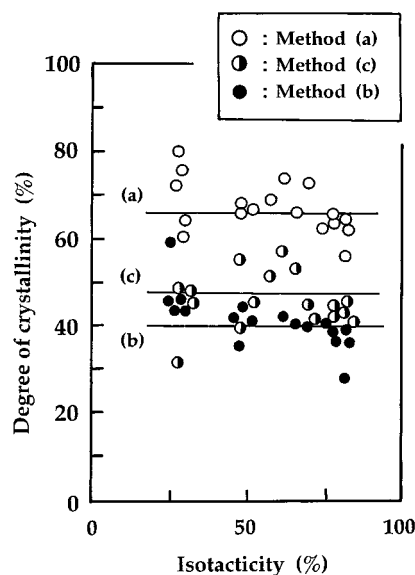 : Method (a)
: Method (c)
: Method (b)
100
80
(a)
60
(c)
40
(b)
20
0
0 50 100
Degree of crystallinity (%)
Isotacticity (%)